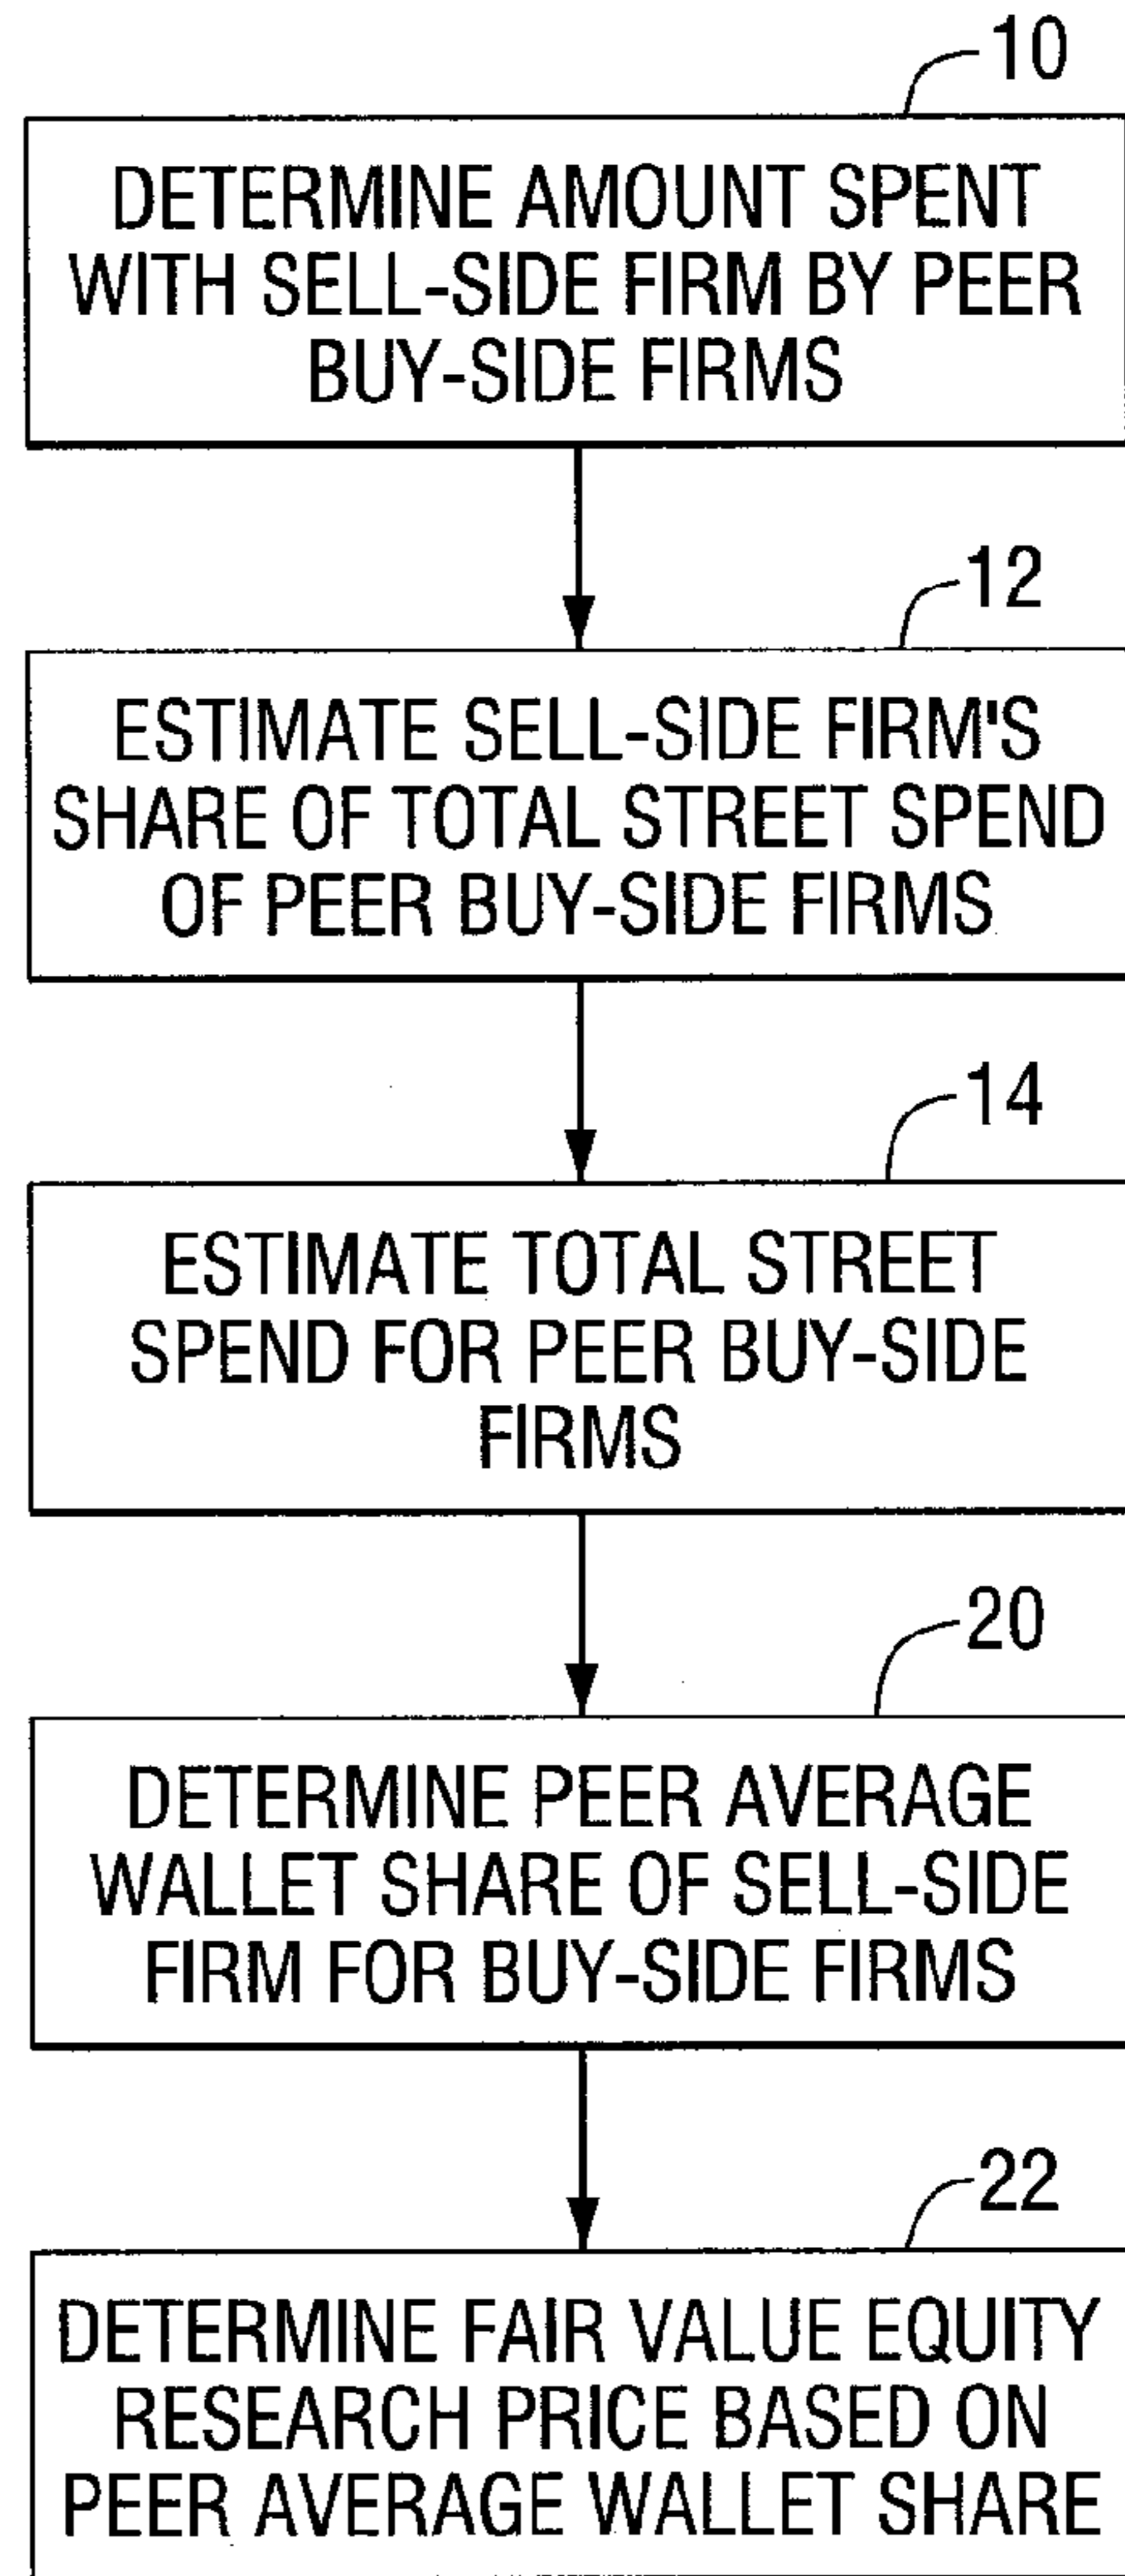 10
DETERMINE AMOUNT SPENT
WITH SELL-SIDE FIRM BY PEER
BUY-SIDE FIRMS
12
ESTIMATE SELL-SIDE FIRM'S
SHARE OF TOTAL STREET SPEND
OF PEER BUY-SIDE FIRMS
14
ESTIMATE TOTAL STREET
SPEND FOR PEER BUY-SIDE
FIRMS
20
DETERMINE PEER AVERAGE
WALLET SHARE OF SELL-SIDE
FIRM FOR BUY-SIDE FIRMS
22
DETERMINE FAIR VALUE EQUITY
RESEARCH PRICE BASED ON
PEER AVERAGE WALLET SHARE